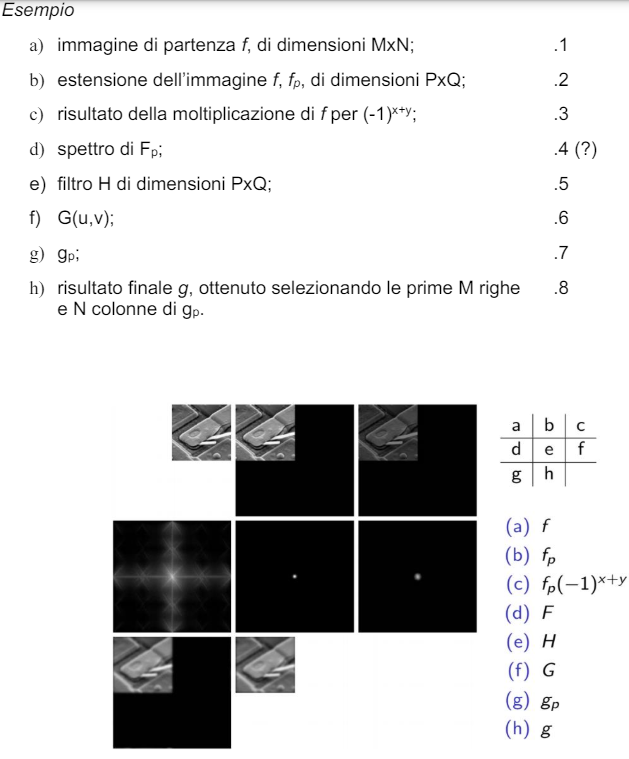 Esempio
a) immagine di partenza f, di dimensioni MxN; .1
b) estensione dell'immagine f, fp, di dimensioni PxQ; .2
c) risultato della moltiplicazione di f per (-1)ˣ⁺ʸ; .3
d) spettro di Fp; .4 (?)
e) filtro H di dimensioni PxQ; .5
f) G(u,v); .6
g) gp; .7
h) risultato finale g, ottenuto selezionando le prime M righe .8
e N colonne di gp.
a b c
d e f
g h
(a) f
(b) fp
(c) fp(−1)ˣ⁺ʸ
(d) F
(e) H
(f) G
(g) gp
(h) g